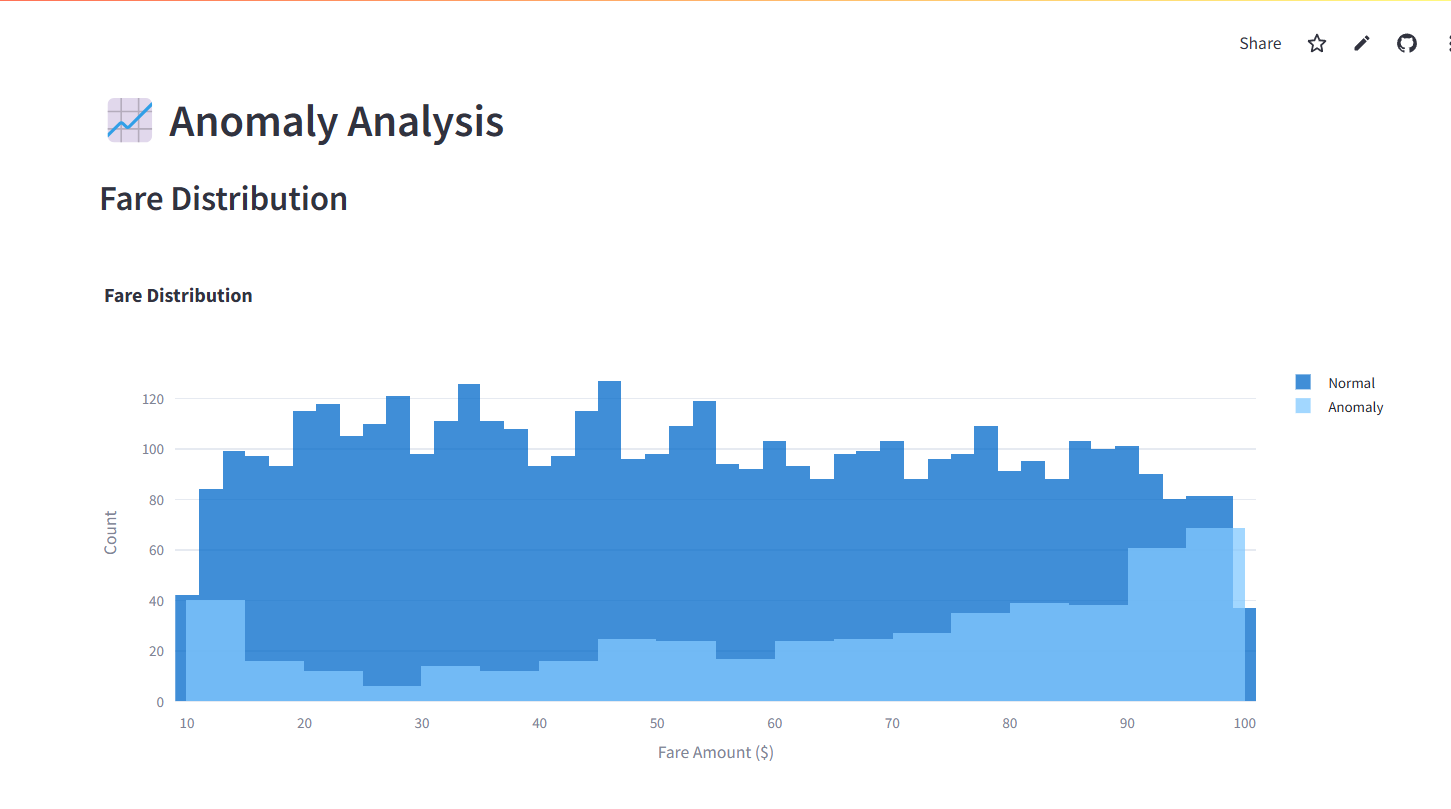 Share
Anomaly Analysis
Fare Distribution
Fare Distribution
Normal
Anomaly
120
100
80
60
40
20
0
Count
10 20 30 40 50 60 70 80 90 100
Fare Amount ($)